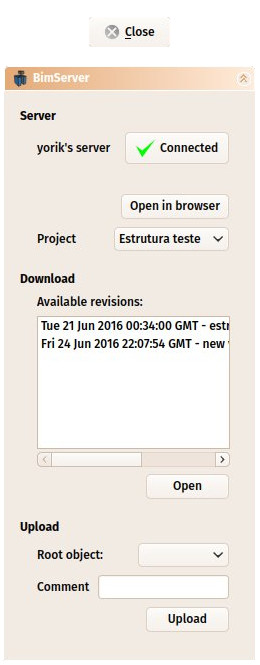 Close
BimServer
Server
yorik's server Connected
Open in browser
Project Estrutura teste
Download
Available revisions:
Tue 21 Jun 2016 00:34:00 GMT - estr
Fri 24 Jun 2016 22:07:54 GMT - new
Open
Upload
Root object:
Comment
Upload